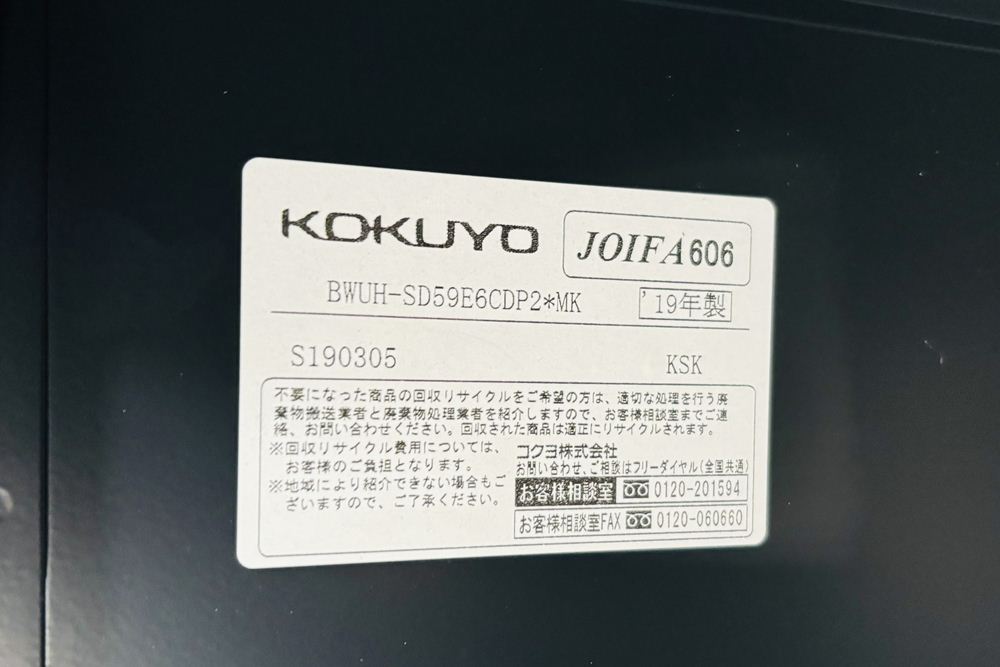 KOKUYO
JOIFA606
BWUH-SD59E6CDP2*MK
'19年製
S190305
KSK
不要になった商品の回収リサイクルをご希望の方は、適切な処理を行う廃
棄物搬送業者と廃棄物処理業者を紹介しますので、お客様相談室までご連
絡、お問い合わせください。回収された商品は適正にリサイクルされます。
※回収リサイクル費用については、
お客様のご負担となります。
※地域により紹介できない場合もご
ざいますので、ご了承ください。
コクヨ株式会社
お問い合わせ、ご相談はフリーダイヤル(全国共通)
お客様相談室 0120-201594
お客様相談室FAX 0120-060660